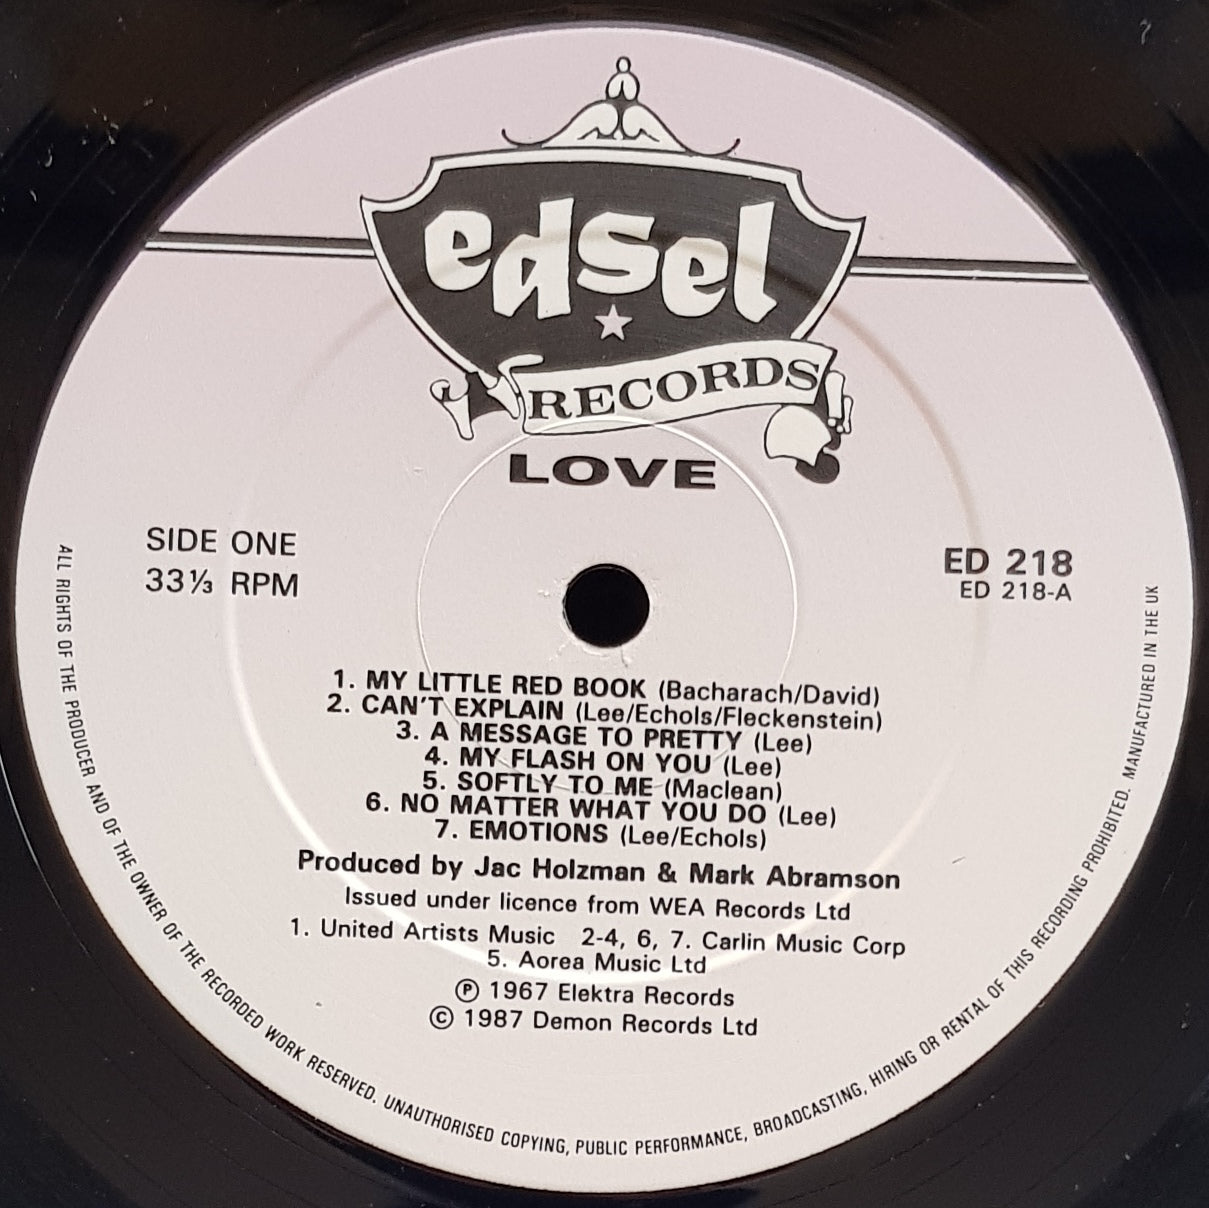 edsel
RECORDS
LOVE
SIDE ONE
33⅓ RPM
ED 218
ED 218-A
1. MY LITTLE RED BOOK (Bacharach/David)
2. CAN'T EXPLAIN (Lee/Echols/Fleckenstein)
3. A MESSAGE TO PRETTY (Lee)
4. MY FLASH ON YOU (Lee)
5. SOFTLY TO ME (Maclean)
6. NO MATTER WHAT YOU DO (Lee)
7. EMOTIONS (Lee/Echols)
Produced by Jac Holzman & Mark Abramson
Issued under licence from WEA Records Ltd
1. United Artists Music 2-4, 6, 7. Carlin Music Corp
5. Aorea Music Ltd
Ⓟ 1967 Elektra Records
© 1987 Demon Records Ltd
ALL RIGHTS OF THE PRODUCER AND OF THE OWNER OF THE RECORDED WORK RESERVED. UNAUTHORISED COPYING, PUBLIC PERFORMANCE, BROADCASTING, HIRING OR RENTAL OF THIS RECORDING PROHIBITED. MANUFACTURED IN THE UK